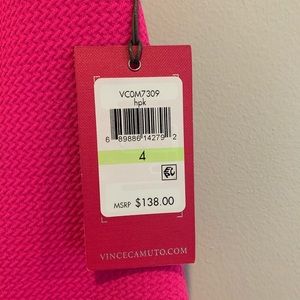 VC0M7309
hpk
6 89886 14279 2
4
MSRP $138.00
VINCECAMUTO.COM